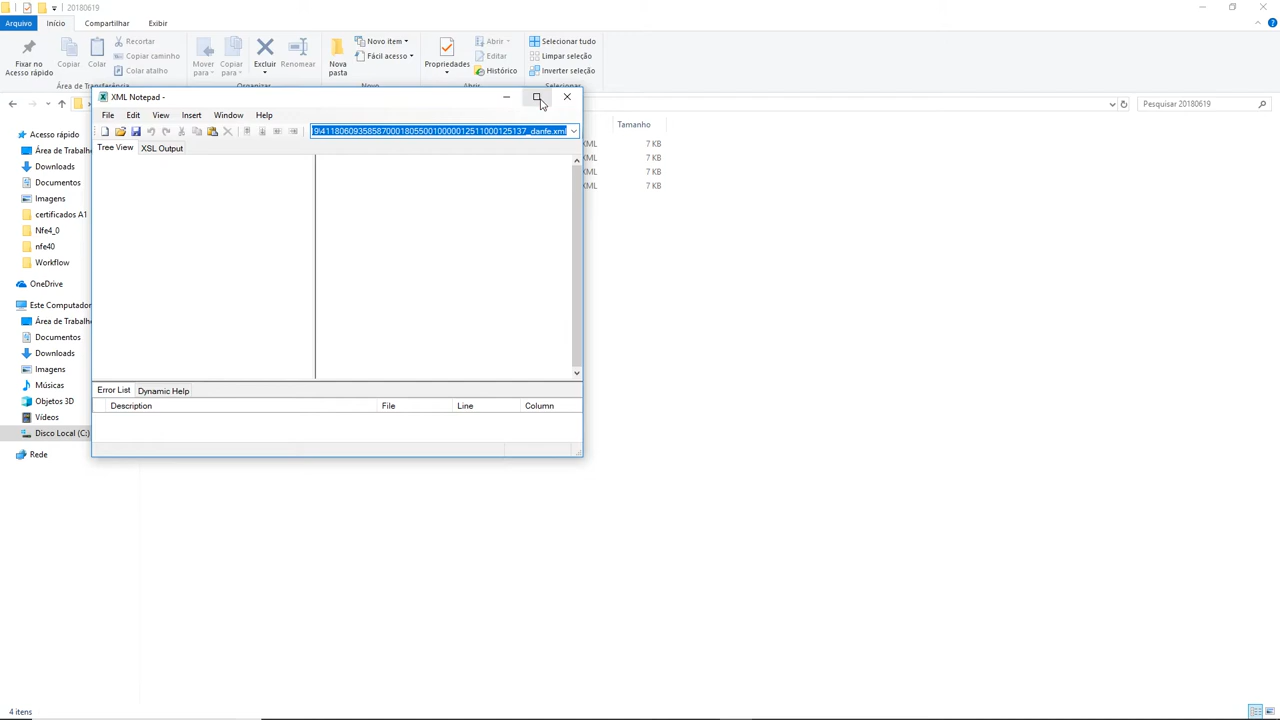 20180619
Arquivo Início Compartilhar Exibir
Fixar no Acesso rápido
Copiar
Colar
Recortar
Copiar caminho
Colar atalho
Mover para
Copiar para
Excluir
Renomear
Nova pasta
Novo item
Fácil acesso
Propriedades
Abrir
Editar
Histórico
Selecionar tudo
Limpar seleção
Inverter seleção
Área de Transferência Organizar Novo Abrir Selecionar
Pesquisar 20180619
Acesso rápido
Área de Trabalh
Downloads
Documentos
Imagens
certificados A1
Nfe4_0
nfe40
Workflow
OneDrive
Este Computador
Área de Trabalh
Documentos
Downloads
Imagens
Músicas
Objetos 3D
Vídeos
Disco Local (C:)
Rede
XML Notepad -
File Edit View Insert Window Help
Tree View XSL Output
Error List Dynamic Help
Description File Line Column
Tamanho
XML 7 KB
XML 7 KB
XML 7 KB
4 itens